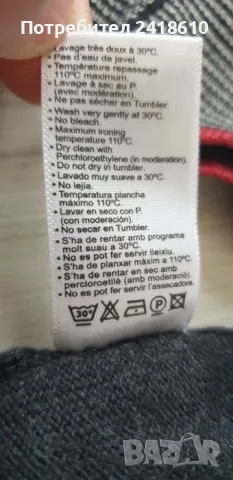 Потребител 2418610
• Lavage très doux à 30°C.
• Pas d'eau de javel.
• Température repassage
110°C maximum.
• Lavage à sec au P.
(avec modération).
• Ne pas sécher en Tumbler.
• Wash very gently at 30°C.
• No bleach.
• Maximum ironing
temperature 110°C.
• Dry clean with
Perchloroethylene (in moderation).
• Do not tumble dry.
• Lavado muy suave a 30°C.
• No lejía.
• Temperatura plancha
máximo 110°C.
• Lavar en seco con P.
(con moderación).
• No secar en Tumbler.
• S'ha de rentar amb programa
molt suau a 30°C.
• No es pot fer servir lleixiu.
• S'ha de planxar màxim a 110°C.
• S'ha de rentar en sec amb
percloroetilè (amb moderació).
• No es pot fer servir l'assecadora.
30°
P
BAZAR.BG